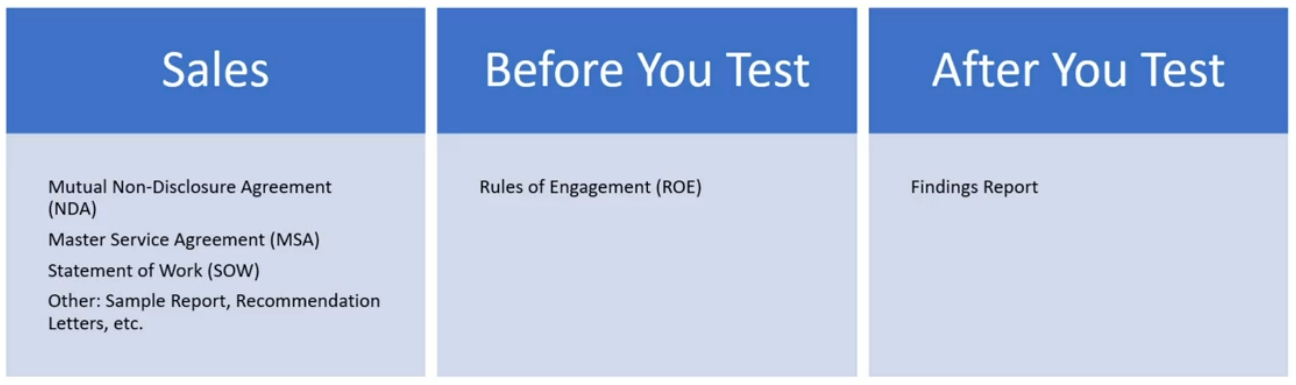 Sales
Mutual Non-Disclosure Agreement
(NDA)
Master Service Agreement (MSA)
Statement of Work (SOW)
Other: Sample Report, Recommendation
Letters, etc.
Before You Test
Rules of Engagement (ROE)
After You Test
Findings Report